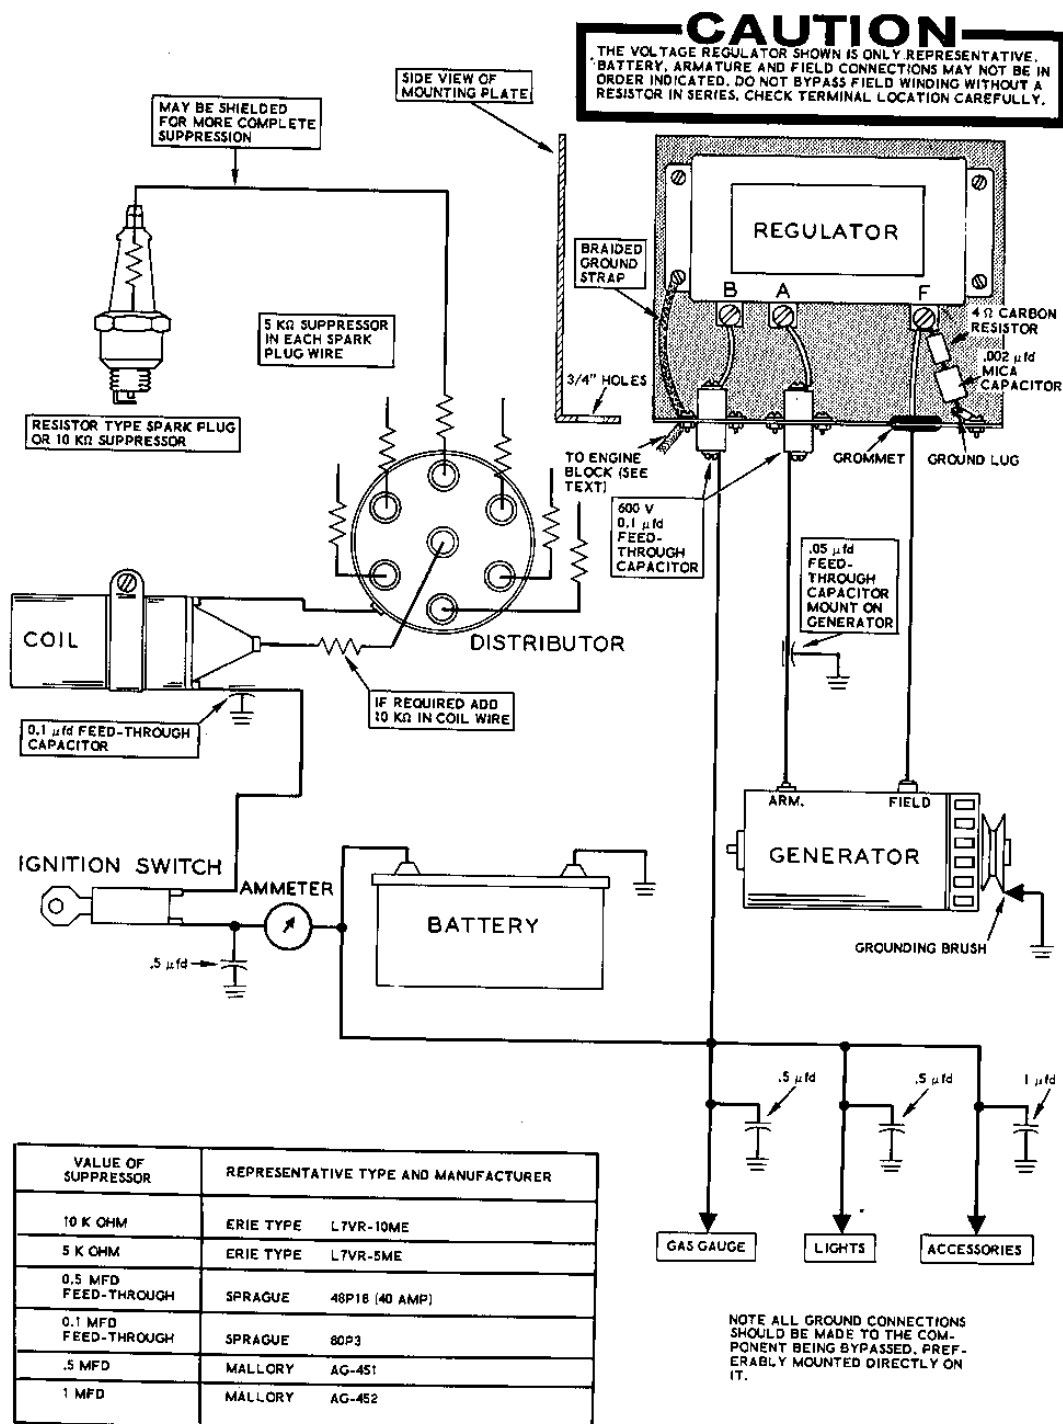 CAUTION
THE VOLTAGE REGULATOR SHOWN IS ONLY REPRESENTATIVE.
BATTERY, ARMATURE AND FIELD CONNECTIONS MAY NOT BE IN
ORDER INDICATED. DO NOT BYPASS FIELD WINDING WITHOUT A
RESISTOR IN SERIES. CHECK TERMINAL LOCATION CAREFULLY.
SIDE VIEW OF
MOUNTING PLATE
MAY BE SHIELDED
FOR MORE COMPLETE
SUPPRESSION
REGULATOR
BRAIDED
GROUND
STRAP
B
A
F
4 Ω CARBON
RESISTOR
.002 µfd
MICA
CAPACITOR
5 KΩ SUPPRESSOR
IN EACH SPARK
PLUG WIRE
3/4" HOLES
RESISTOR TYPE SPARK PLUG
OR 10 KΩ SUPPRESSOR
TO ENGINE
BLOCK (SEE
TEXT)
GROMMET
GROUND LUG
600 V
0.1 µfd
FEED-
THROUGH
CAPACITOR
.05 µfd
FEED-
THROUGH
CAPACITOR
MOUNT ON
GENERATOR
COIL
DISTRIBUTOR
IF REQUIRED ADD
10 KΩ IN COIL WIRE
0.1 µfd FEED-THROUGH
CAPACITOR
ARM.
FIELD
GENERATOR
IGNITION SWITCH
AMMETER
BATTERY
GROUNDING BRUSH
.5 µfd
.5 µfd
.5 µfd
1 µfd
GAS GAUGE
LIGHTS
ACCESSORIES
VALUE OF
SUPPRESSOR
REPRESENTATIVE TYPE AND MANUFACTURER
10 K OHM ERIE TYPE L7VR-10ME
5 K OHM ERIE TYPE L7VR-5ME
0.5 MFD
FEED-THROUGH SPRAGUE 48P18 (40 AMP)
0.1 MFD
FEED-THROUGH SPRAGUE 80P3
.5 MFD MALLORY AG-451
1 MFD MALLORY AG-452
NOTE ALL GROUND CONNECTIONS
SHOULD BE MADE TO THE COM-
PONENT BEING BYPASSED, PREF-
ERABLY MOUNTED DIRECTLY ON
IT.